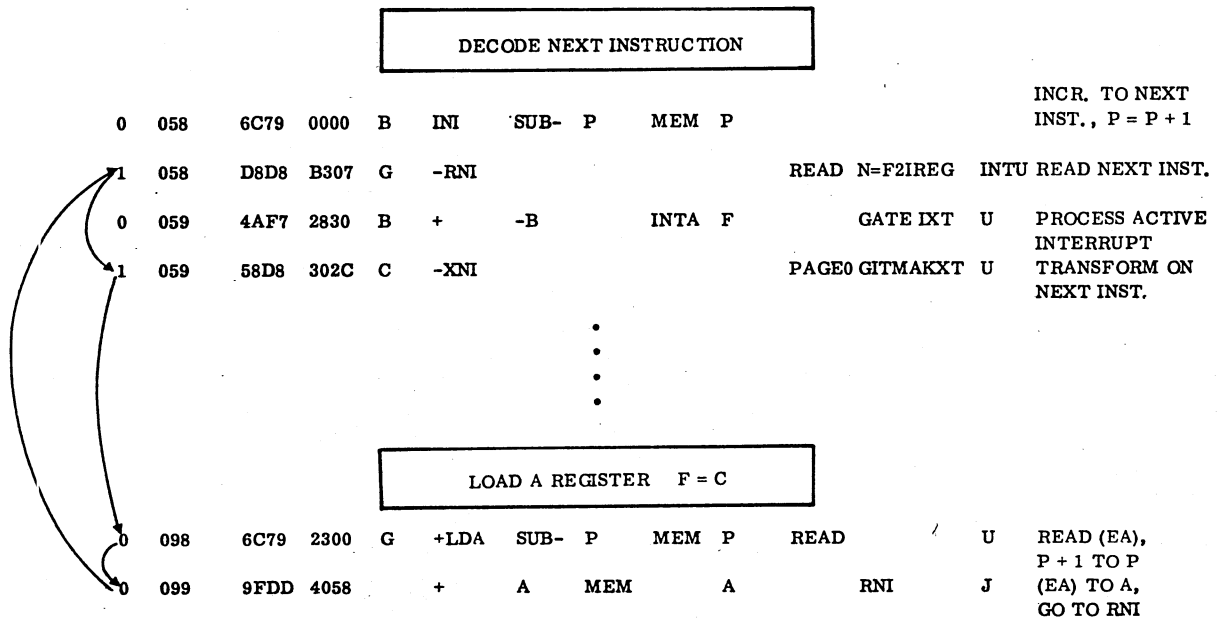 DECODE NEXT INSTRUCTION
INCR. TO NEXT
0 058 6C79 0000 B INI SUB- P MEM P INST., P = P + 1
1 058 D8D8 B307 G -RNI READ N=F2IREG INTU READ NEXT INST.
0 059 4AF7 2830 B + -B INTA F GATE IXT U PROCESS ACTIVE
INTERRUPT
1 059 58D8 302C C -XNI PAGE0 GITMAKXT U TRANSFORM ON
NEXT INST.
LOAD A REGISTER F = C
0 098 6C79 2300 G +LDA SUB- P MEM P READ U READ (EA),
P + 1 TO P
0 099 9FDD 4058 + A MEM A RNI J (EA) TO A,
GO TO RNI